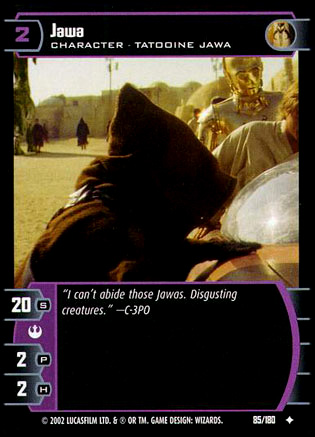 2 Jawa
CHARACTER - TATOOINE JAWA
20 S
"I can't abide those Jawas. Disgusting
creatures." —C-3PO
2 P
2 H
© 2002 LUCASFILM LTD. & ® OR TM. GAME DESIGN: WIZARDS. 85/180